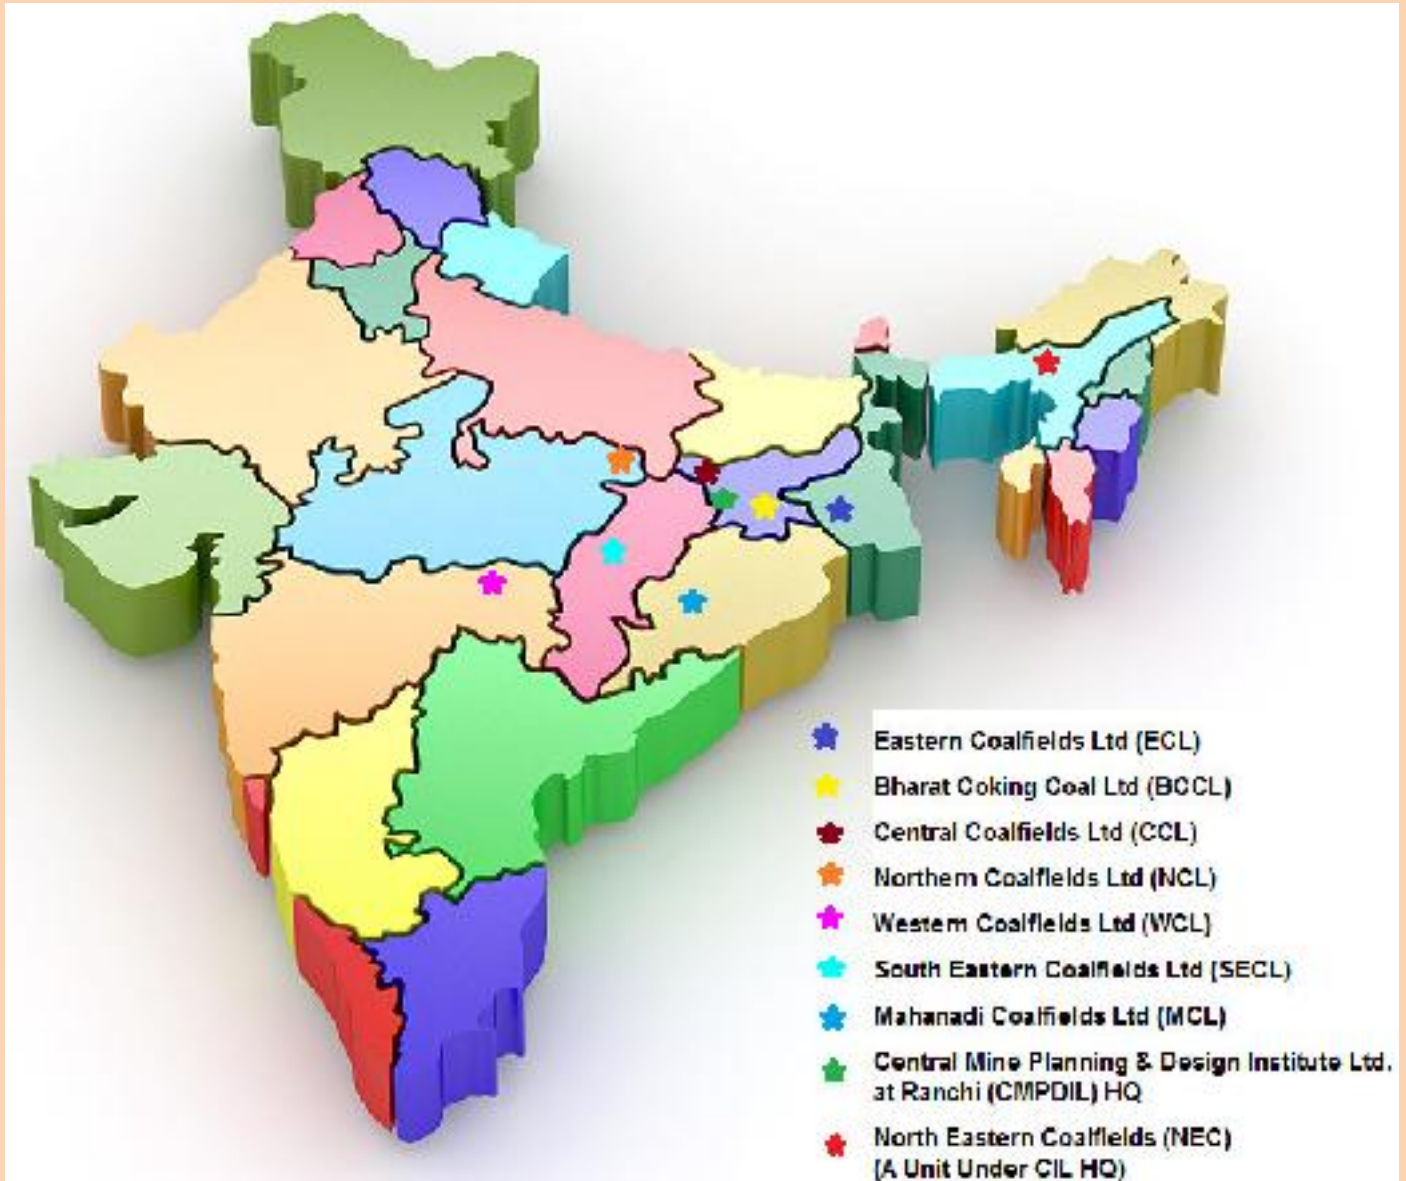 Eastern Coalfields Ltd (ECL)
Bharat Coking Coal Ltd (BCCL)
Central Coalfields Ltd (CCL)
Northern Coalfields Ltd (NCL)
Western Coalfields Ltd (WCL)
South Eastern Coalfields Ltd (SECL)
Mahanadi Coalfields Ltd (MCL)
Central Mine Planning & Design Institute Ltd.
at Ranchi (CMPDIL) HQ
North Eastern Coalfields (NEC)
(A Unit Under CIL HQ)